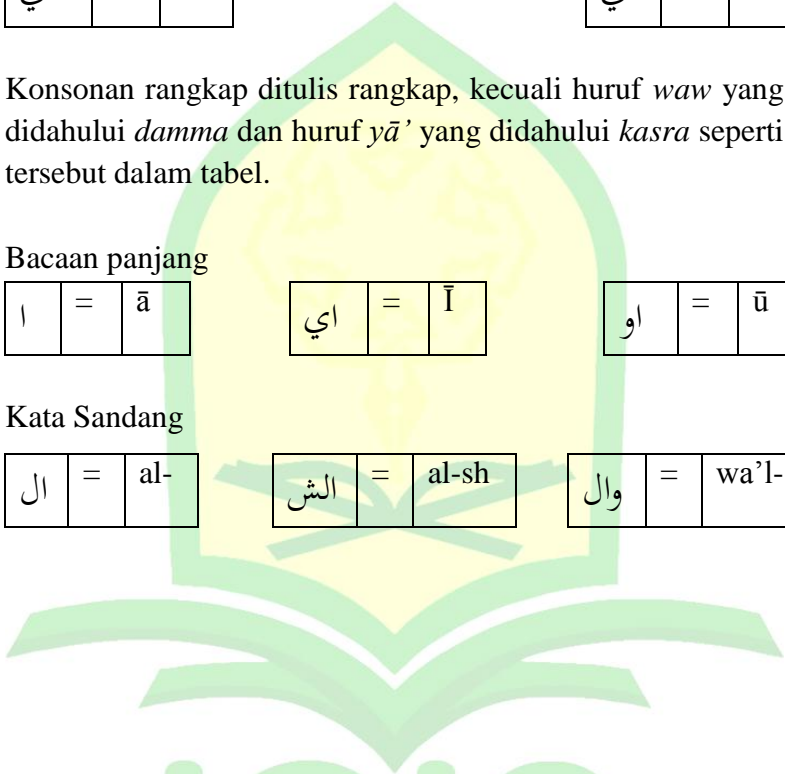 Konsonan rangkap ditulis rangkap, kecuali huruf waw yang
didahului damma dan huruf yā’ yang didahului kasra seperti
tersebut dalam tabel.
Bacaan panjang
ا = ā اي = Ī او = ū
Kata Sandang
ال = al- الش = al-sh وال = wa’l-